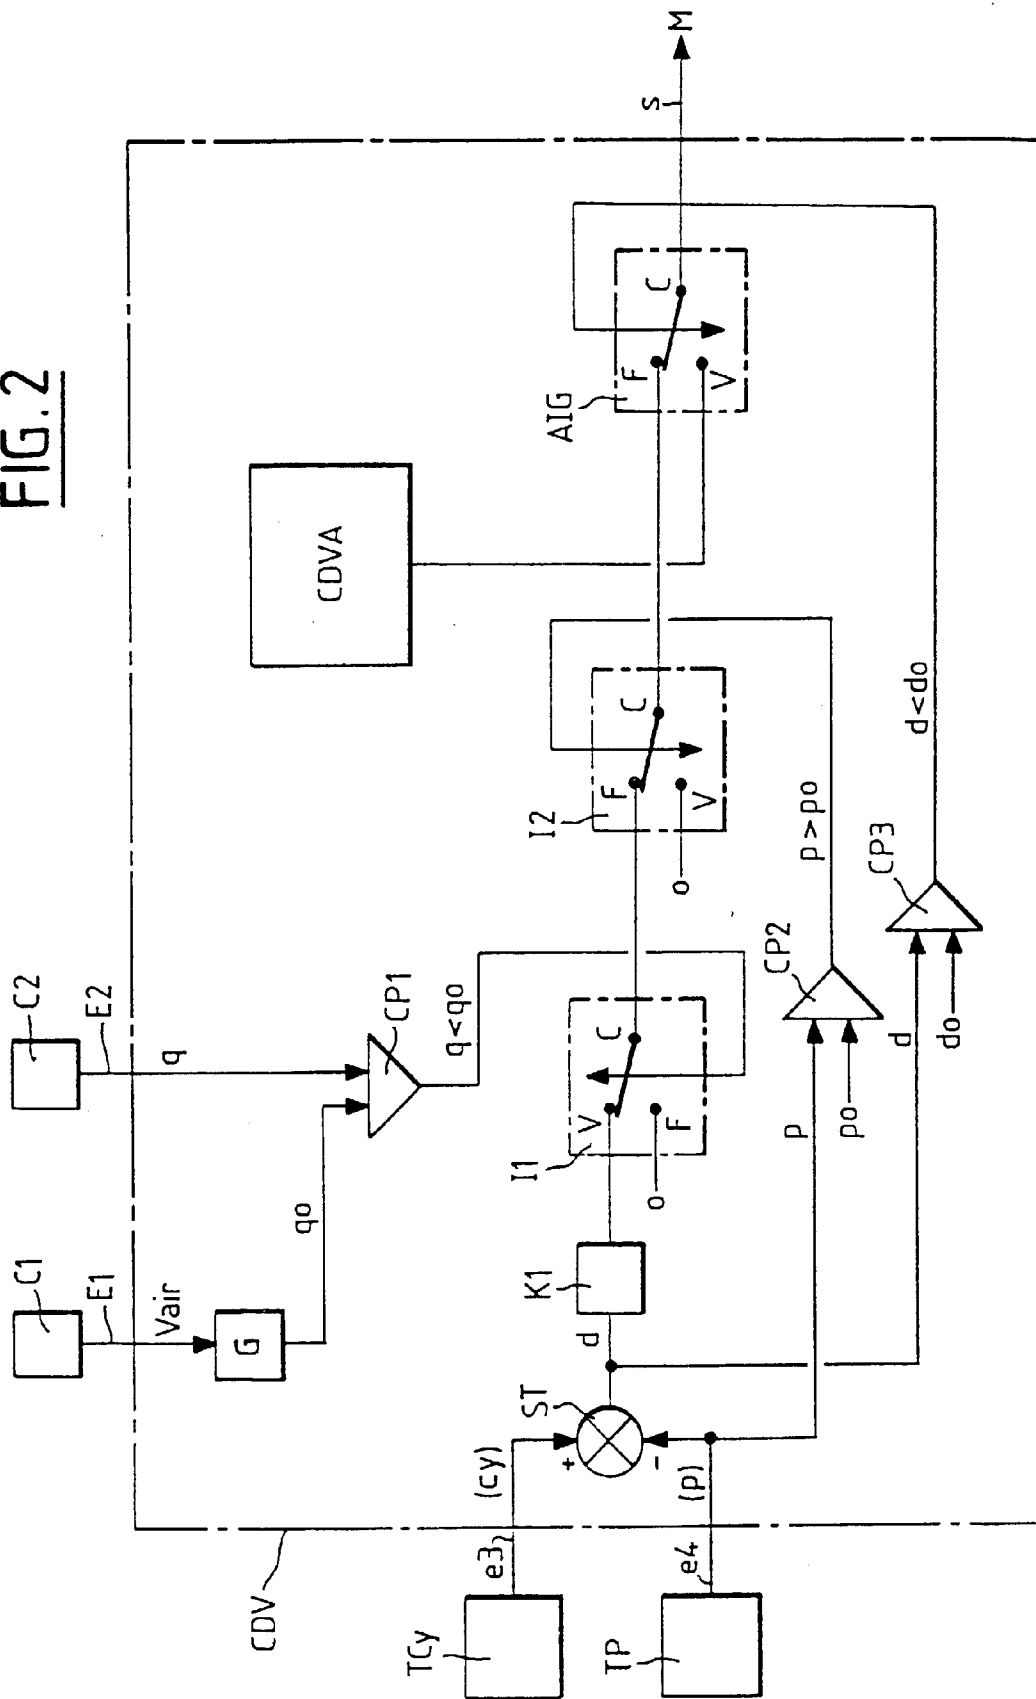 FIG. 2
C1
C2
E1
E2
Vair
q
G
qo
CP1
q<qo
CDVA
CDV
TCy
e3
(cy)
+
ST
d
K1
I1
V
C
o
F
I2
F
C
o
V
AIG
F
C
V
s
M
TP
e4
(p)
-
p
po
CP2
p>po
d
do
CP3
d<do